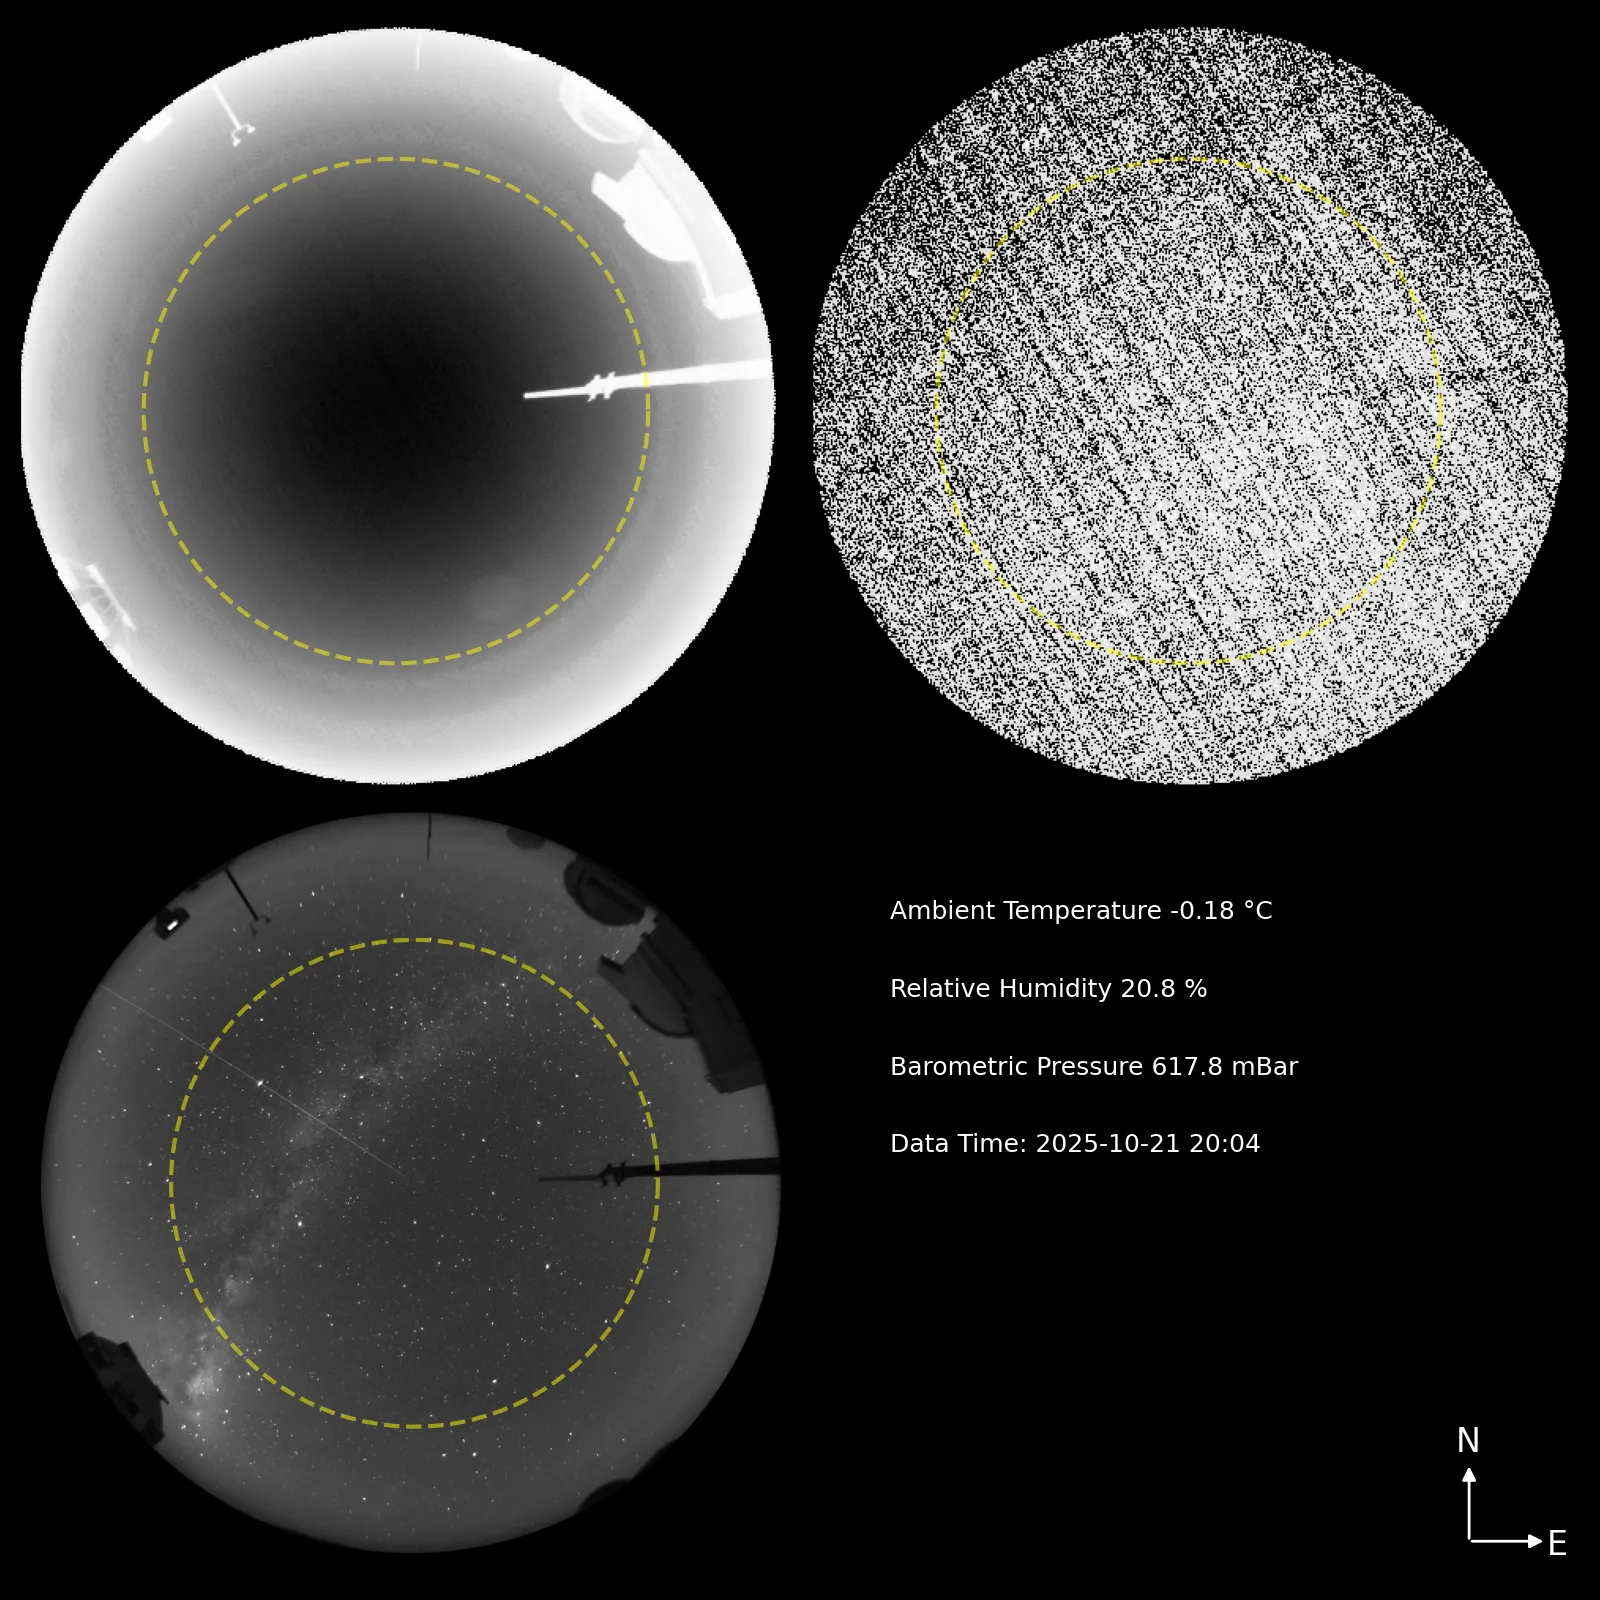 Ambient Temperature -0.18 °C
Relative Humidity 20.8 %
Barometric Pressure 617.8 mBar
Data Time: 2025-10-21 20:04
N
E